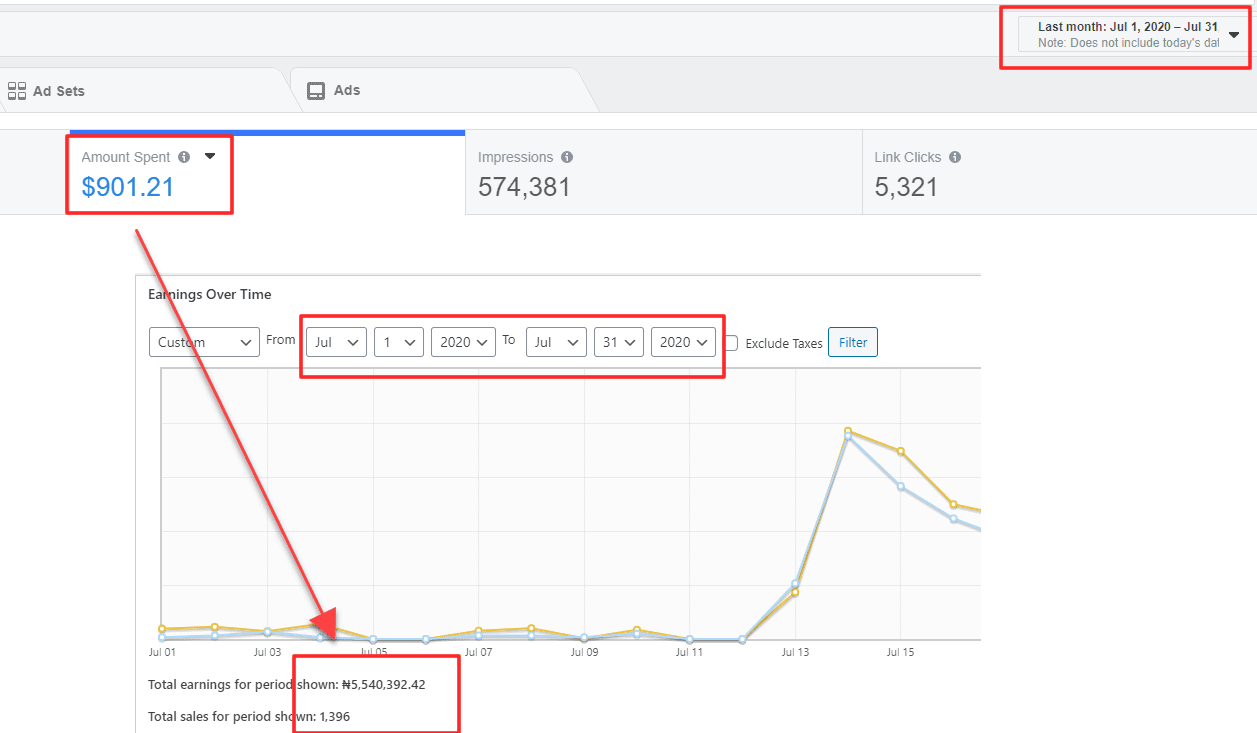 Last month: Jul 1, 2020 – Jul 31
Note: Does not include today's dat
Ad Sets
Ads
Amount Spent
$901.21
Impressions
574,381
Link Clicks
5,321
Earnings Over Time
Custom From Jul 1 2020 To Jul 31 2020 Exclude Taxes Filter
Jul 01 Jul 03 Jul 05 Jul 07 Jul 09 Jul 11 Jul 13 Jul 15
Total earnings for period shown: ₦5,540,392.42
Total sales for period shown: 1,396